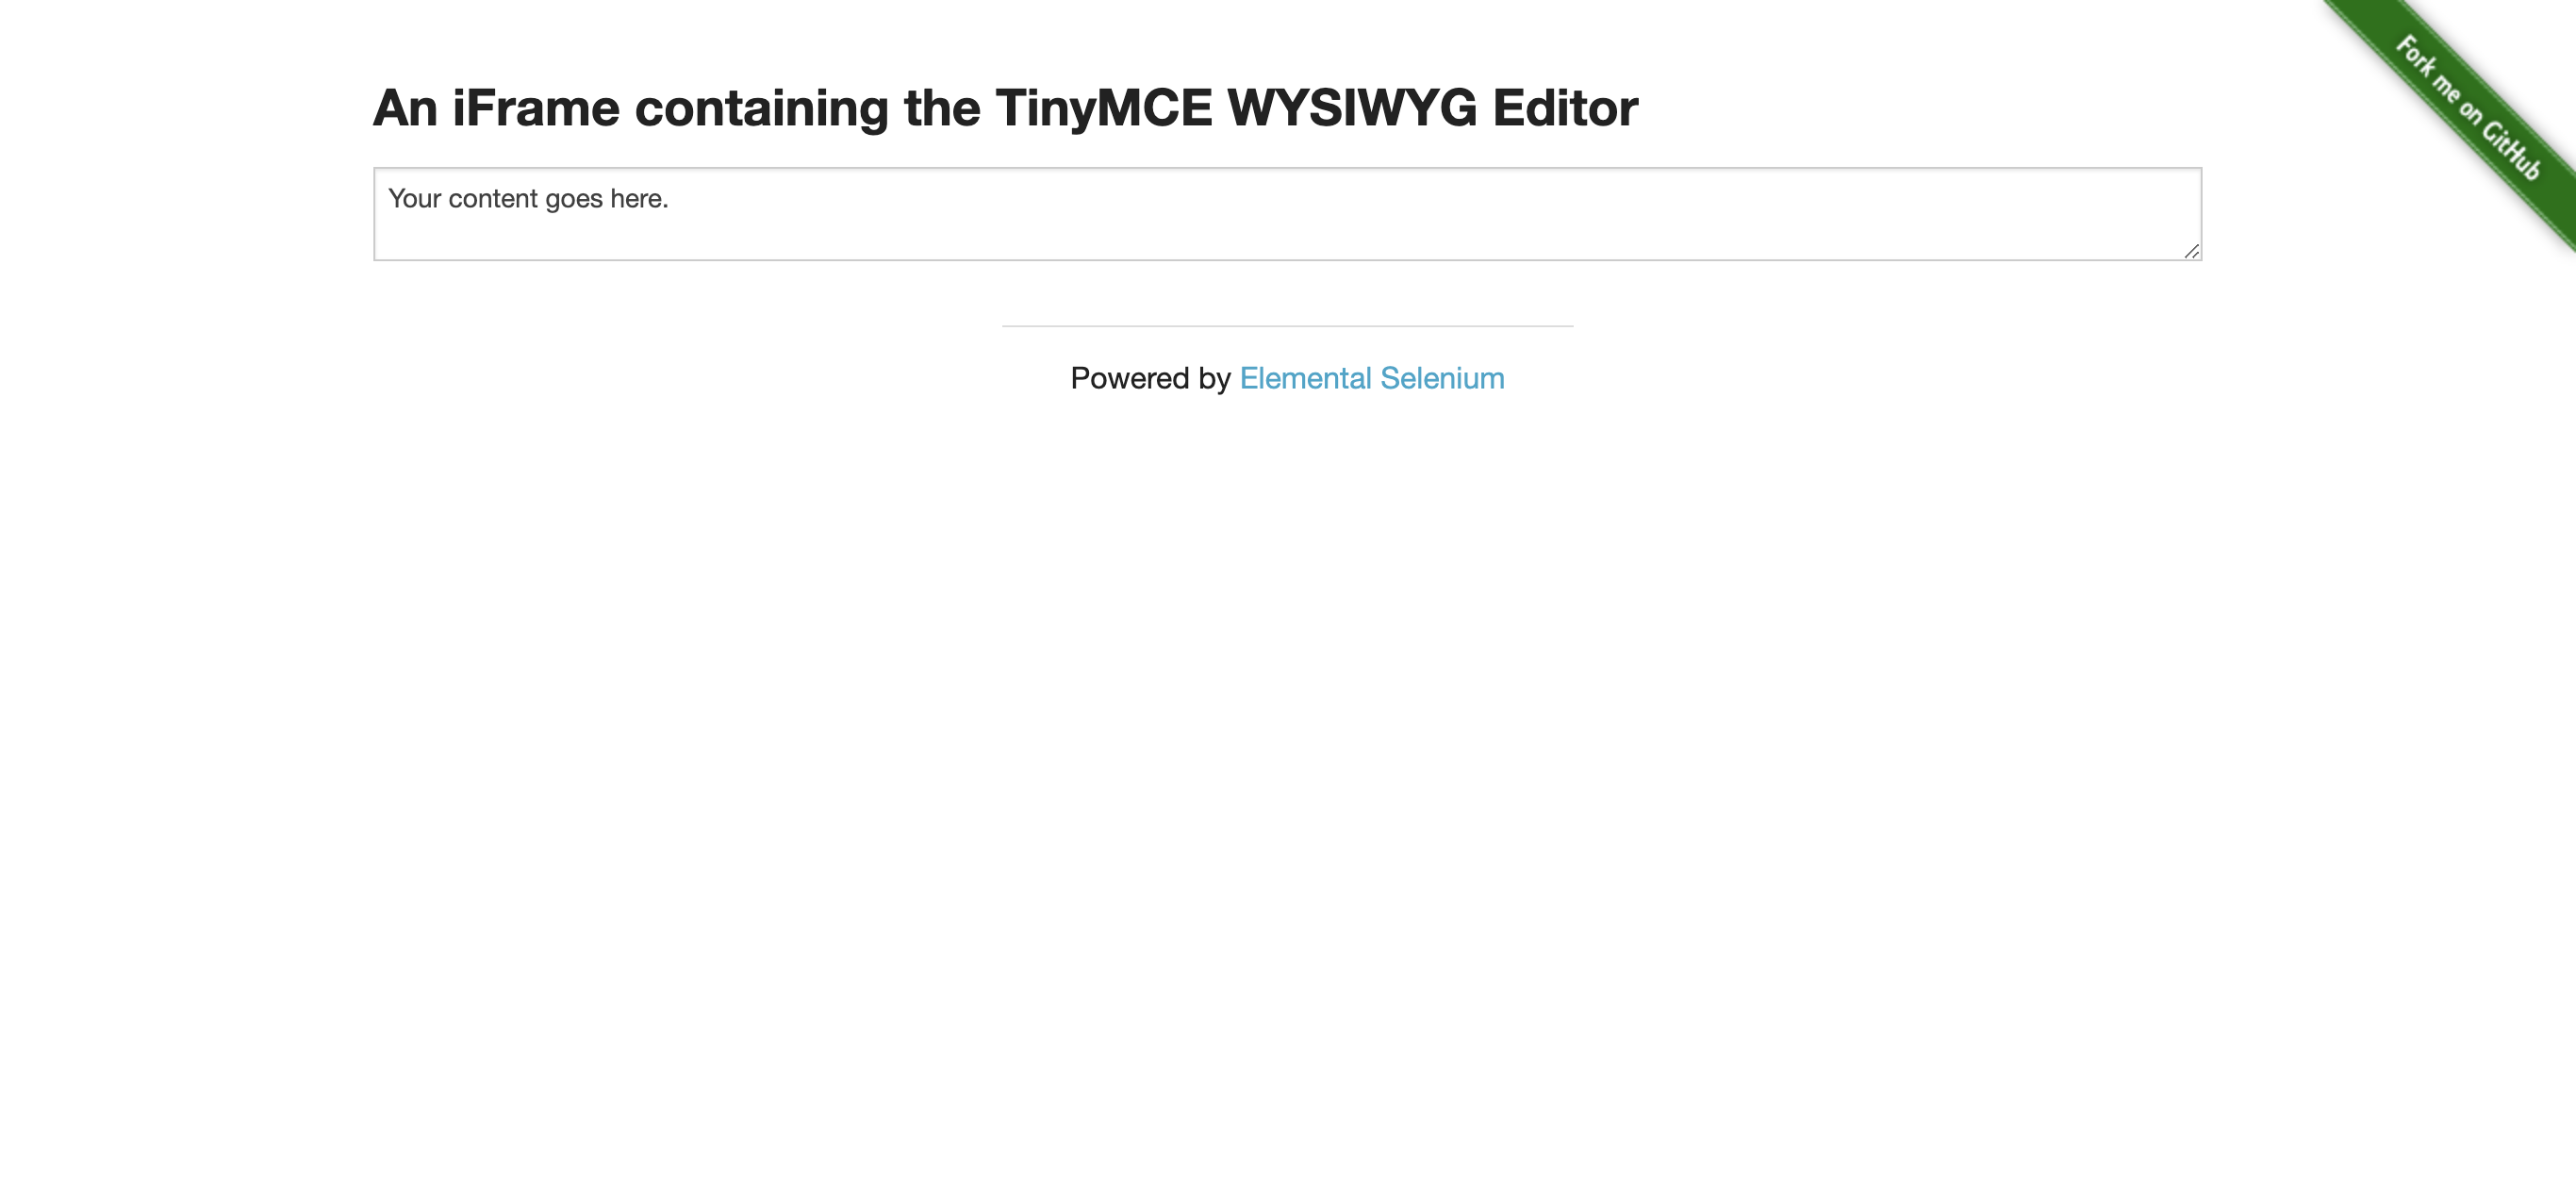 Fork me on GitHub
An iFrame containing the TinyMCE WYSIWYG Editor
Your content goes here.
Powered by Elemental Selenium